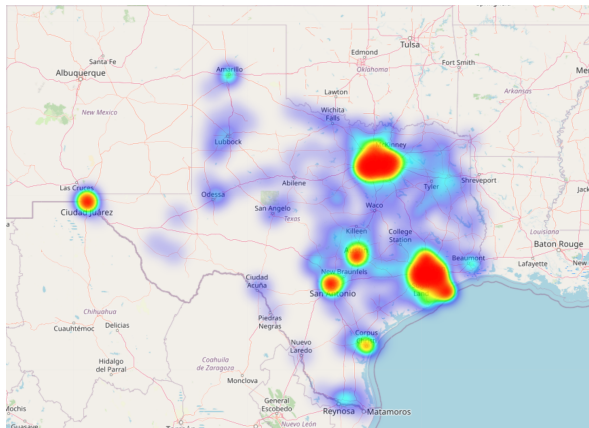 Tulsa
Edmond
Santa Fe
Oklahoma
Fort Smith
Amarillo
Albuquerque
Lawton
Arkansas
New Mexico
Wichita
Falls
Lubbock
Kinney
Las Cruces
Tyler
Shreveport
Odessa
Abilene
Ciudad Juárez
San Angelo
Waco
Texas
Killeen
College
Station
Louisiana
Baton Rouge
New Braunfels
Beaumont
Lafayette
Ciudad
Acuña
San Antonio
Chihuahua
Piedras
Negras
Cuauhtémoc
Delicias
Corpus
Nuevo
Laredo
Hidalgo
del Parral
Coahuila
de Zaragoza
Monclova
General
Escobedo
Reynosa
Matamoros
Nuevo León